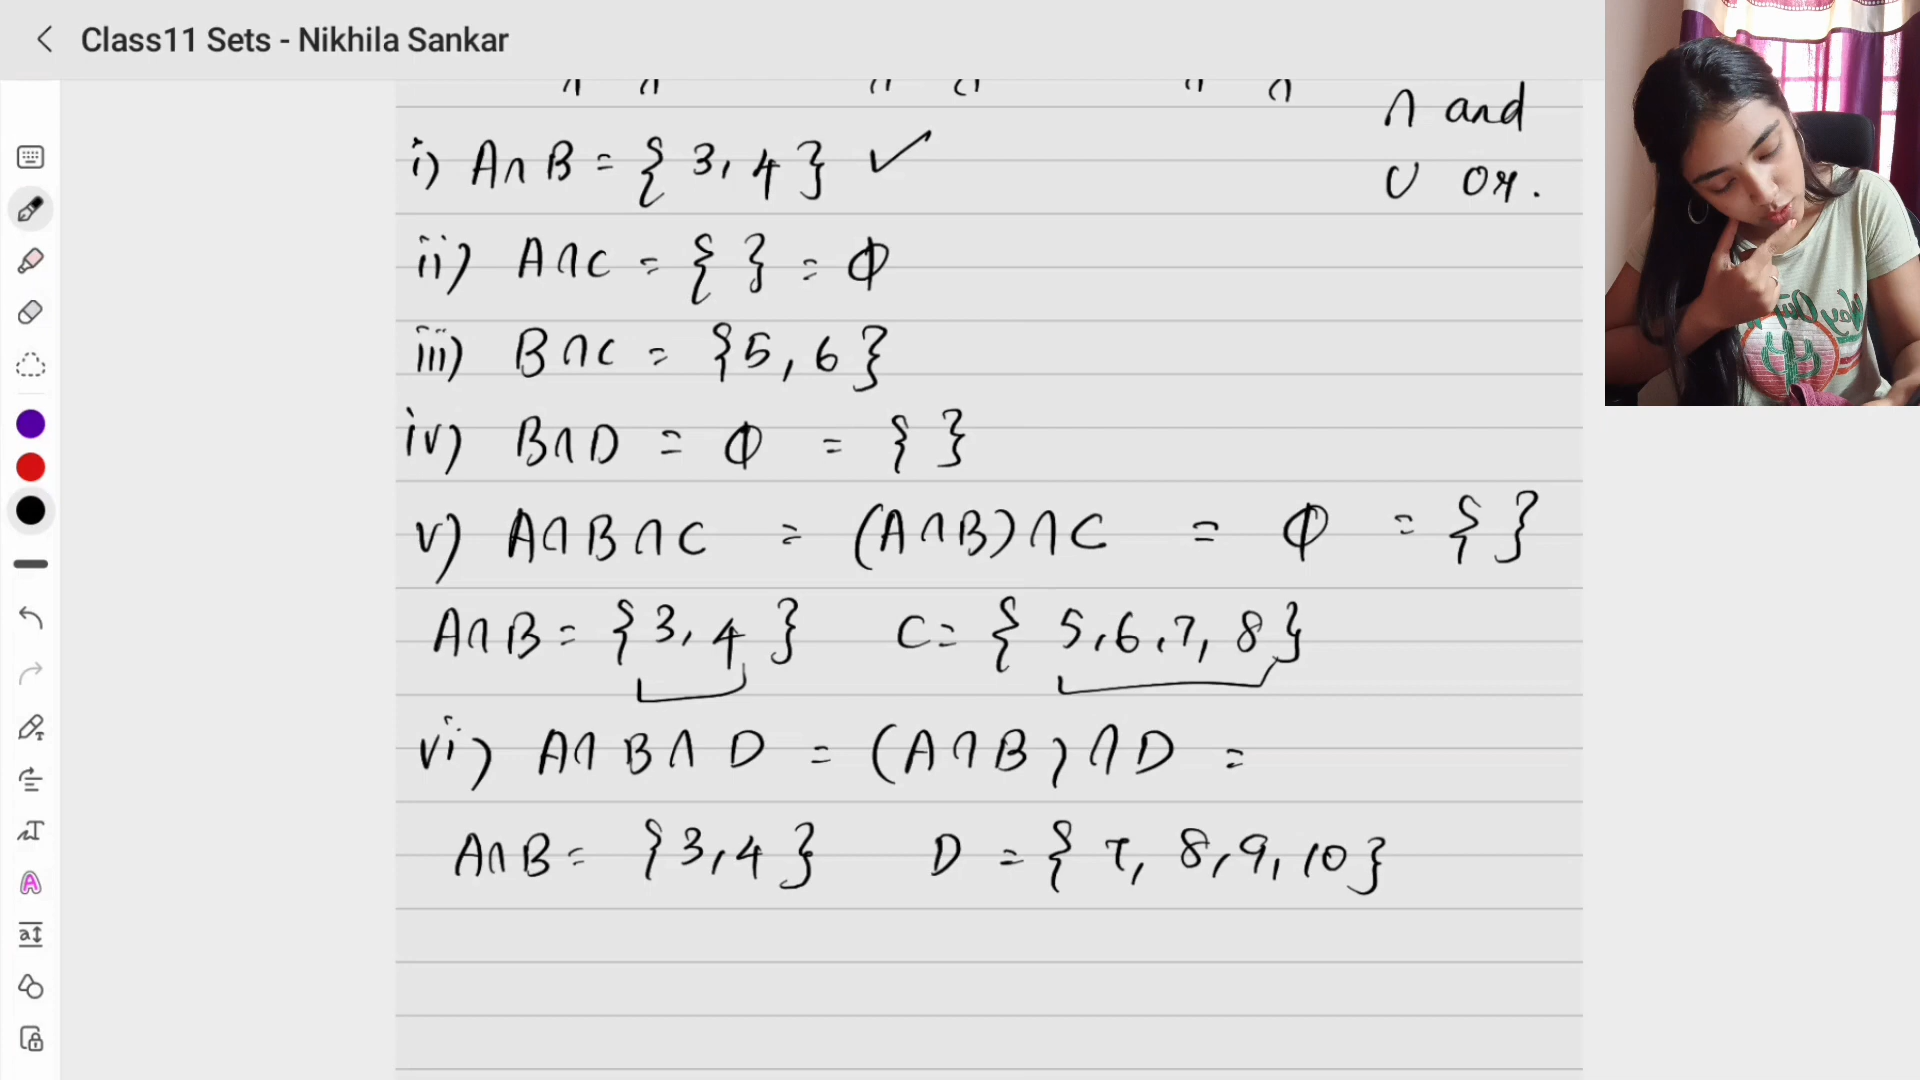 Class11 Sets - Nikhila Sankar
∩ and
∪ or.
i) A∩B = { 3, 4 } ✓
ii) A∩C = { } = Φ
iii) B∩C = {5, 6}
iv) B∩D = Φ = { }
v) A∩B∩C = (A∩B)∩C = Φ = { }
A∩B = {3, 4 } C = { 5, 6, 7, 8}
vi) A∩B∩D = (A∩B)∩D =
A∩B = {3, 4} D = { 7, 8, 9, 10}